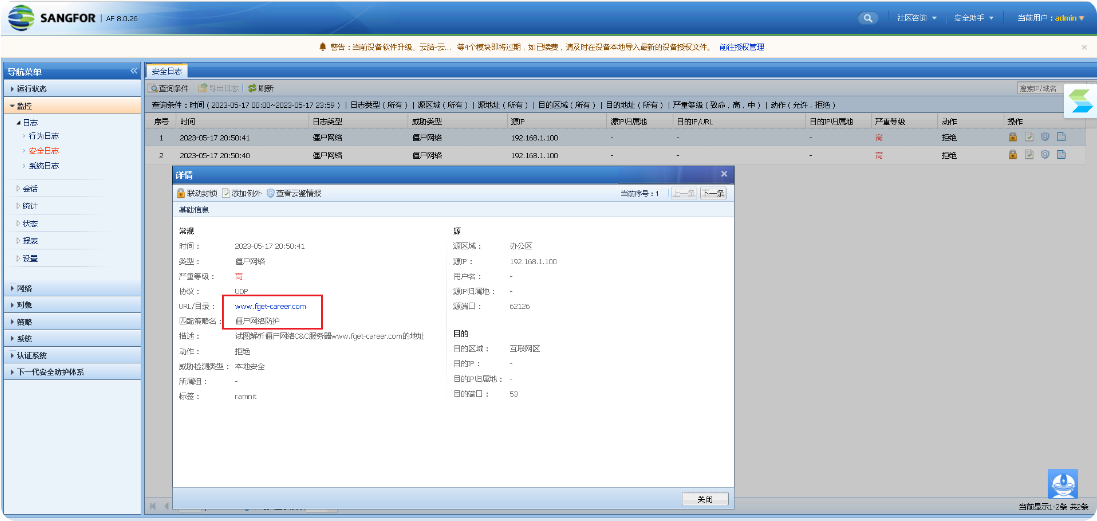 SANGFOR | AF 8.0.26
社区咨询 安全助手 当前用户：admin
警告：当前设备软件升级、云脑-云... 等4个模块即将过期，如已续费，请及时在设备本地导入最新的设备授权文件。 前往授权管理
导航菜单
运行状态
监控
日志
行为日志
安全日志
系统日志
会话
统计
状态
报表
设置
网络
对象
策略
系统
认证系统
下一代安全防护体系
安全日志
查询条件 导出日志 刷新 搜索IP/域名
查询条件：时间（2023-05-17 00:00~2023-05-17 23:59）| 日志类型（所有）| 源区域（所有）| 源地址（所有）| 目的区域（所有）| 目的地址（所有）| 严重等级（致命，高，中）| 动作（允许，拒绝）
序号 时间 日志类型 威胁类型 源IP 源IP归属地 目的IP/URL 目的IP归属地 严重等级 动作 操作
1 2023-05-17 20:50:41 僵尸网络 僵尸网络 192.168.1.100 - - - 高 拒绝
2 2023-05-17 20:50:40 僵尸网络 僵尸网络 192.168.1.100 - - - 高 拒绝
详情
联动封锁 添加例外 查看云鉴情报 当前序号：1 上一条 下一条
基础信息
常规
时间： 2023-05-17 20:50:41
类型： 僵尸网络
严重等级： 高
协议： UDP
URL/目录： www.fget-career.com
匹配策略名： 僵尸网络防护
描述： 试图解析僵尸网络C&C服务器www.fget-career.com的地址
动作： 拒绝
威胁检测类型： 本地安全
所属组： -
标签： ramnit
源
源区域： 办公区
源IP： 192.168.1.100
用户名： -
源IP归属地： -
源端口： 62126
目的
目的区域： 互联网区
目的IP： -
目的IP归属地： -
目的端口： 53
关闭
当前显示1-2条 共2条